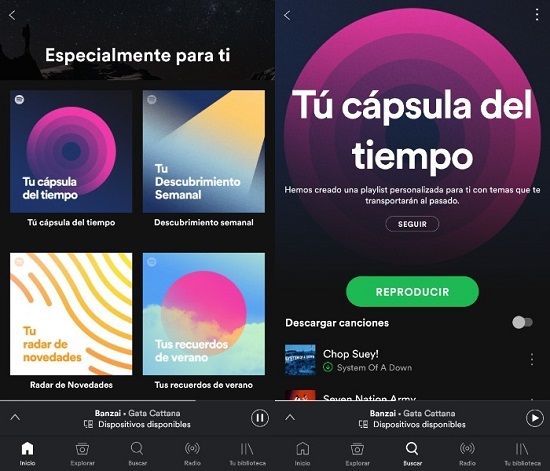 Especialmente para ti
Tu cápsula
del tiempo
Tú cápsula del tiempo
Tu
Descubrimiento
Semanal
Descubrimiento semanal
Tu
radar de
novedades
Radar de Novedades
Tus recuerdos
de verano
Tus recuerdos de verano
Banzai • Gata Cattana
Dispositivos disponibles
Inicio
Explorar
Buscar
Radio
Tu biblioteca
Tú cápsula del
tiempo
Hemos creado una playlist personalizada para ti con temas que te
transportarán al pasado.
SEGUIR
REPRODUCIR
Descargar canciones
Chop Suey!
System Of A Down
Seven Nation Army
Banzai • Gata Cattana
Dispositivos disponibles
Inicio
Explorar
Buscar
Radio
Tu biblioteca